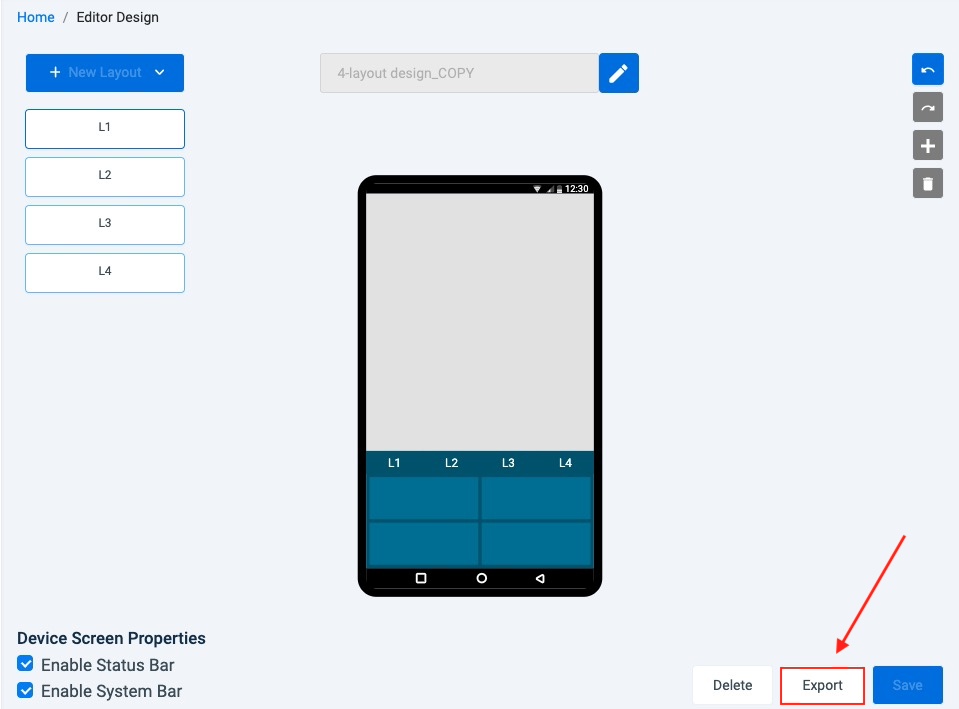 Home / Editor Design
New Layout
4-layout design_COPY
L1
L2
L3
L4
12:30
L1 L2 L3 L4
Device Screen Properties
Enable Status Bar
Enable System Bar
Delete Export Save